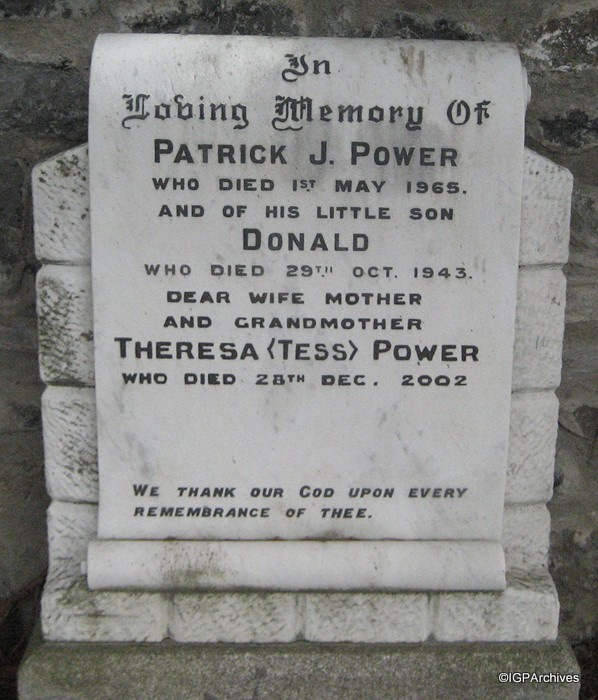 In
Loving Memory Of
PATRICK J. POWER
WHO DIED 1ST MAY 1965.
AND OF HIS LITTLE SON
DONALD
WHO DIED 29TH OCT. 1943.
DEAR WIFE MOTHER
AND GRANDMOTHER
THERESA (TESS) POWER
WHO DIED 28TH DEC. 2002
WE THANK OUR GOD UPON EVERY
REMEMBRANCE OF THEE.
©IGPArchives